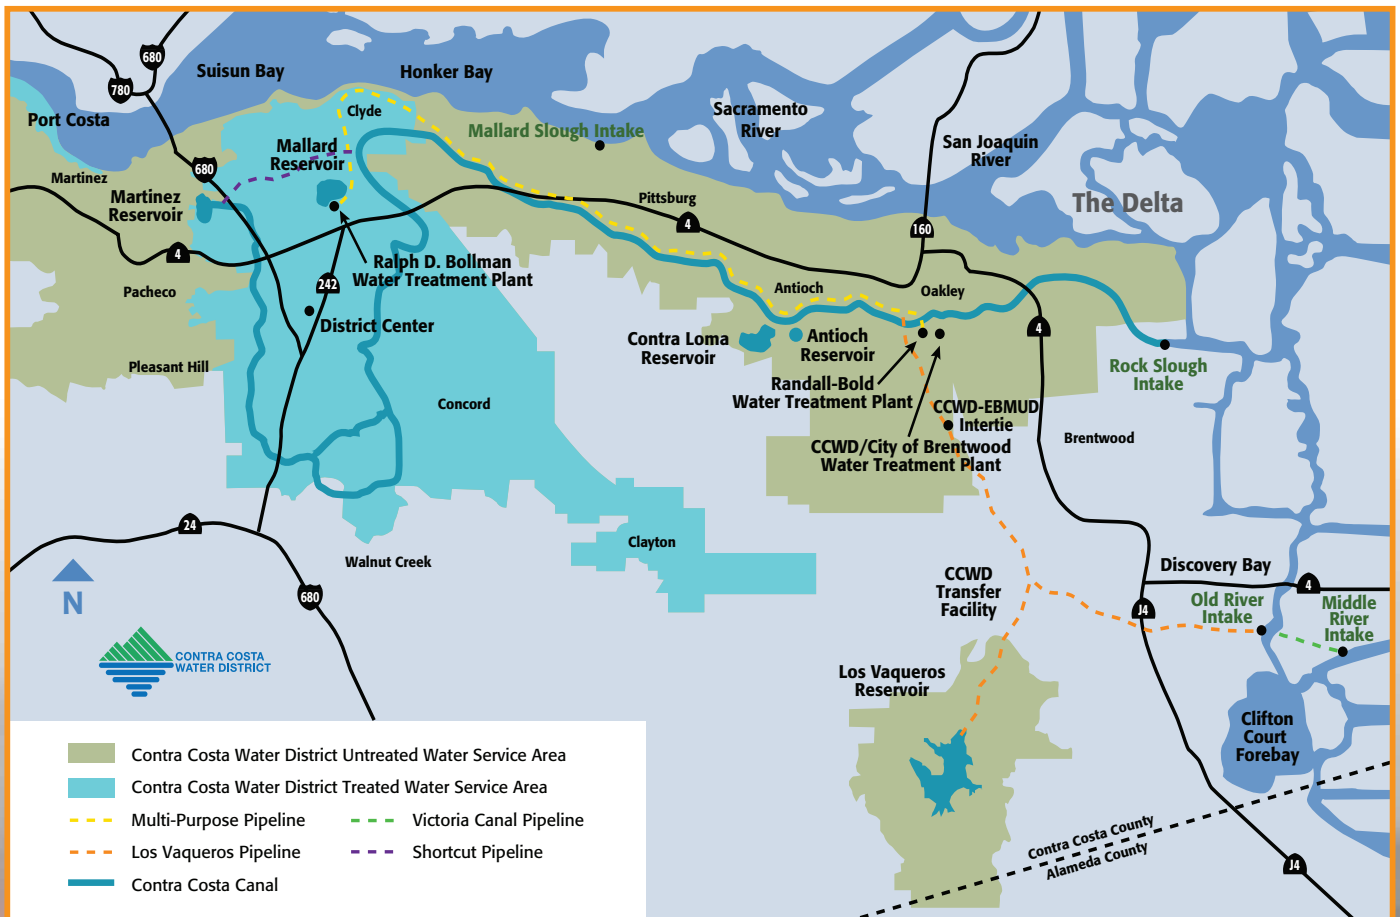 680
780
Suisun Bay
Honker Bay
Port Costa
Clyde
Sacramento
River
Mallard Slough Intake
San Joaquin
River
Mallard
Reservoir
680
Martinez
Martinez
Reservoir
Pittsburg
4
The Delta
160
4
Ralph D. Bollman
Water Treatment Plant
242
Pacheco
District Center
Antioch
Oakley
4
Contra Loma
Reservoir
Antioch
Reservoir
Rock Slough
Intake
Pleasant Hill
Randall-Bold
Water Treatment Plant
Concord
CCWD-EBMUD
Intertie
Brentwood
CCWD/City of Brentwood
Water Treatment Plant
24
Walnut Creek
Clayton
N
680
CCWD
Transfer
Facility
Discovery Bay
4
J4
Old River
Intake
Middle
River
Intake
CONTRA COSTA
WATER DISTRICT
Los Vaqueros
Reservoir
Clifton
Court
Forebay
Contra Costa County
Alameda County
J4
Contra Costa Water District Untreated Water Service Area
Contra Costa Water District Treated Water Service Area
Multi-Purpose Pipeline
Victoria Canal Pipeline
Los Vaqueros Pipeline
Shortcut Pipeline
Contra Costa Canal